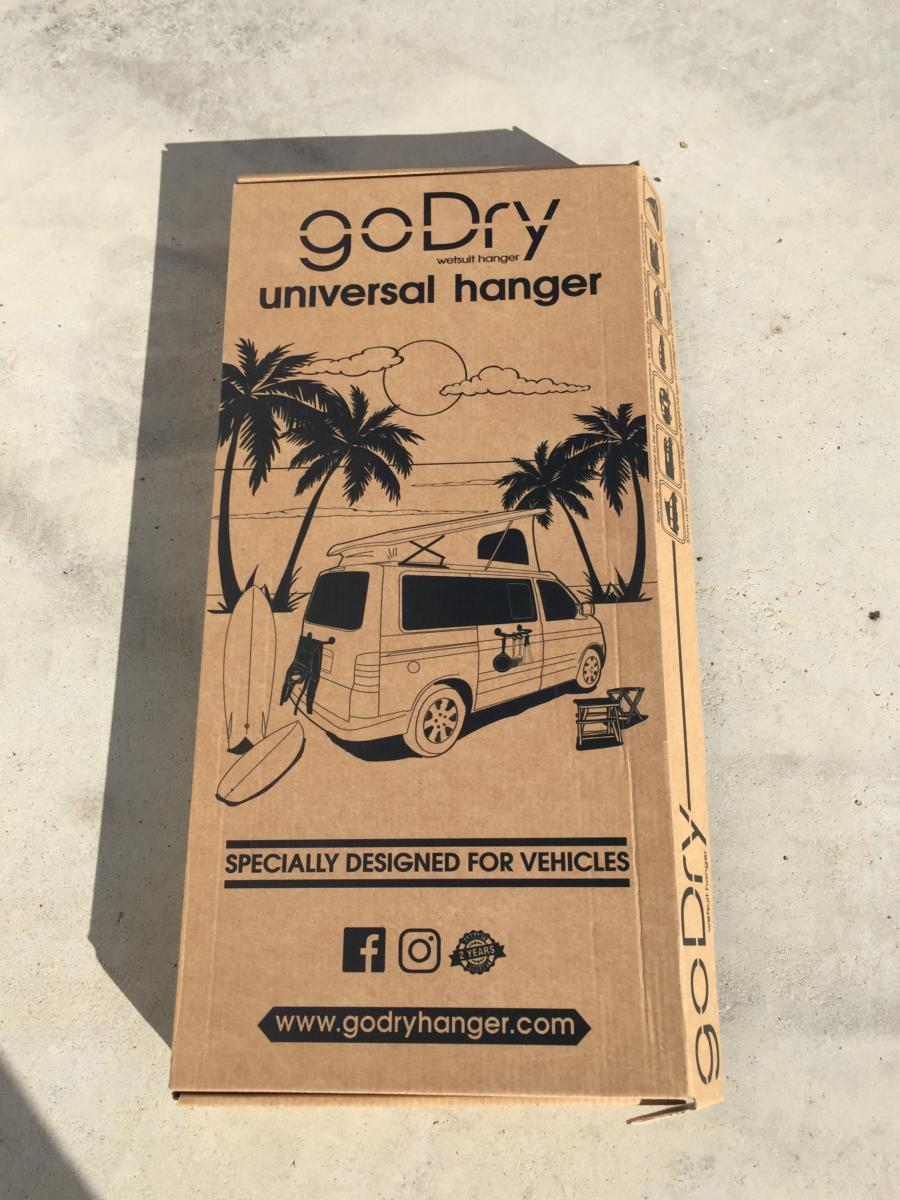 goDry
wetsuit hanger
universal hanger
SPECIALLY DESIGNED FOR VEHICLES
2 YEARS
www.godryhanger.com
goDry
wetsuit hanger